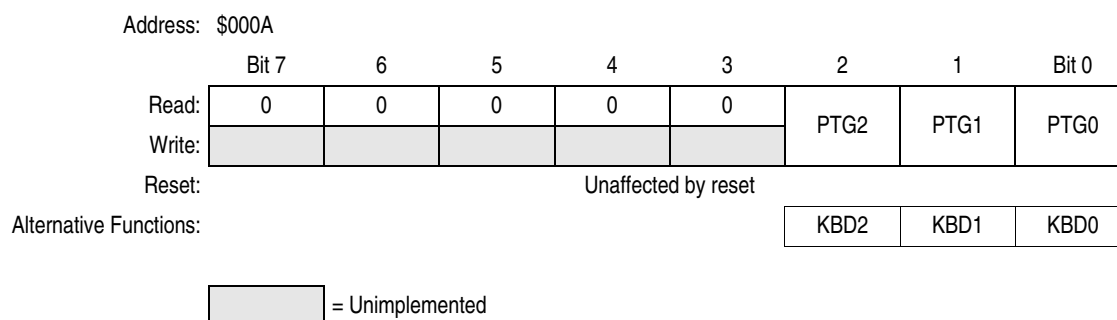 Address: $000A
Bit 7 6 5 4 3 2 1 Bit 0
Read: 0 0 0 0 0 PTG2 PTG1 PTG0
Write:
Reset: Unaffected by reset
Alternative Functions: KBD2 KBD1 KBD0
= Unimplemented